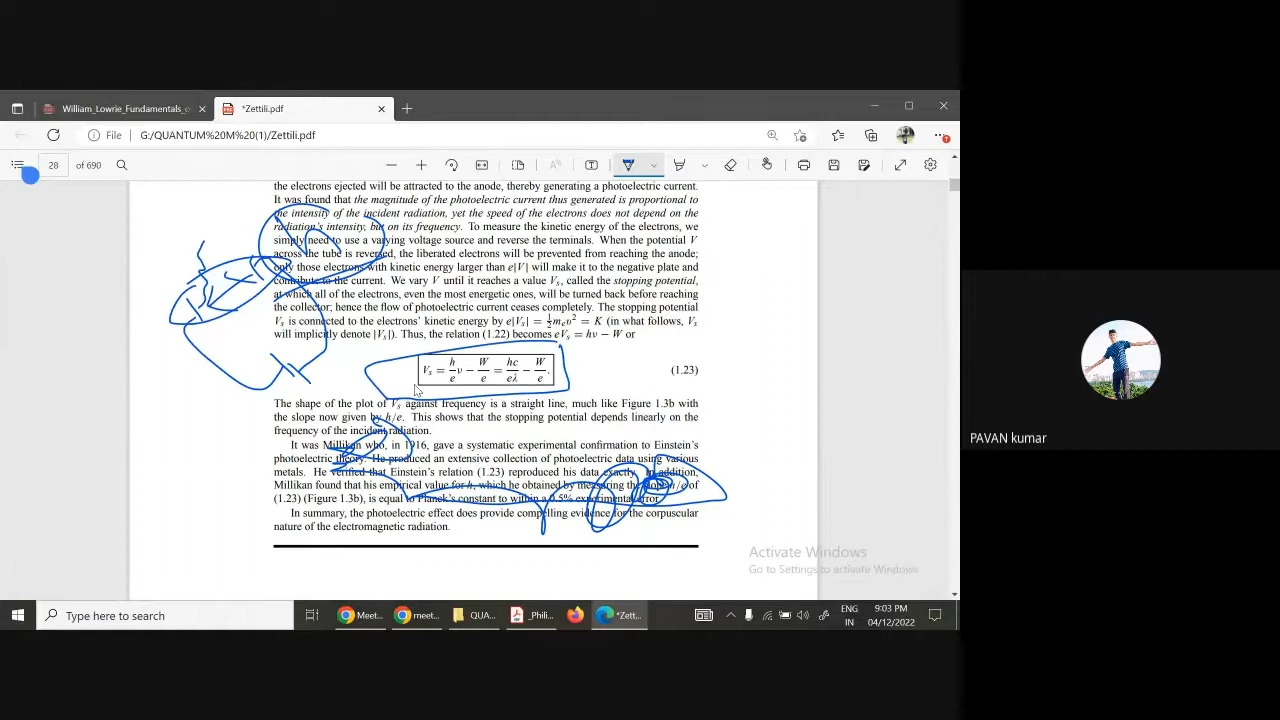 William_Lowrie_Fundamentals_o
*Zettili.pdf
File
G:/QUANTUM%20M%20(1)/Zettili.pdf
28 of 690
the electrons ejected will be attracted to the anode, thereby generating a photoelectric current.
It was found that the magnitude of the photoelectric current thus generated is proportional to
the intensity of the incident radiation, yet the speed of the electrons does not depend on the
radiation's intensity, but on its frequency. To measure the kinetic energy of the electrons, we
simply need to use a varying voltage source and reverse the terminals. When the potential V
across the tube is reversed, the liberated electrons will be prevented from reaching the anode;
only those electrons with kinetic energy larger than e|V| will make it to the negative plate and
contribute to the current. We vary V until it reaches a value Vs, called the stopping potential,
at which all of the electrons, even the most energetic ones, will be turned back before reaching
the collector; hence the flow of photoelectric current ceases completely. The stopping potential
Vs is connected to the electrons' kinetic energy by e|Vs| = ½meυ² = K (in what follows, Vs
will implicitly denote |Vs|). Thus, the relation (1.22) becomes eVs = hν − W or
Vs = h/e ν − W/e = hc/eλ − W/e. (1.23)
The shape of the plot of Vs against frequency is a straight line, much like Figure 1.3b with
the slope now given by h/e. This shows that the stopping potential depends linearly on the
frequency of the incident radiation.
It was Millikan who, in 1916, gave a systematic experimental confirmation to Einstein's
photoelectric theory. He produced an extensive collection of photoelectric data using various
metals. He verified that Einstein's relation (1.23) reproduced his data exactly. In addition,
Millikan found that his empirical value for h, which he obtained by measuring the slope h/e of
(1.23) (Figure 1.3b), is equal to Planck's constant to within a 0.5% experimental error.
In summary, the photoelectric effect does provide compelling evidence for the corpuscular
nature of the electromagnetic radiation.
PAVAN kumar
Activate Windows
Go to Settings to activate Windows.
Type here to search
Meet...
meet...
QUA...
_Phili...
*Zett...
ENG
IN
9:03 PM
04/12/2022